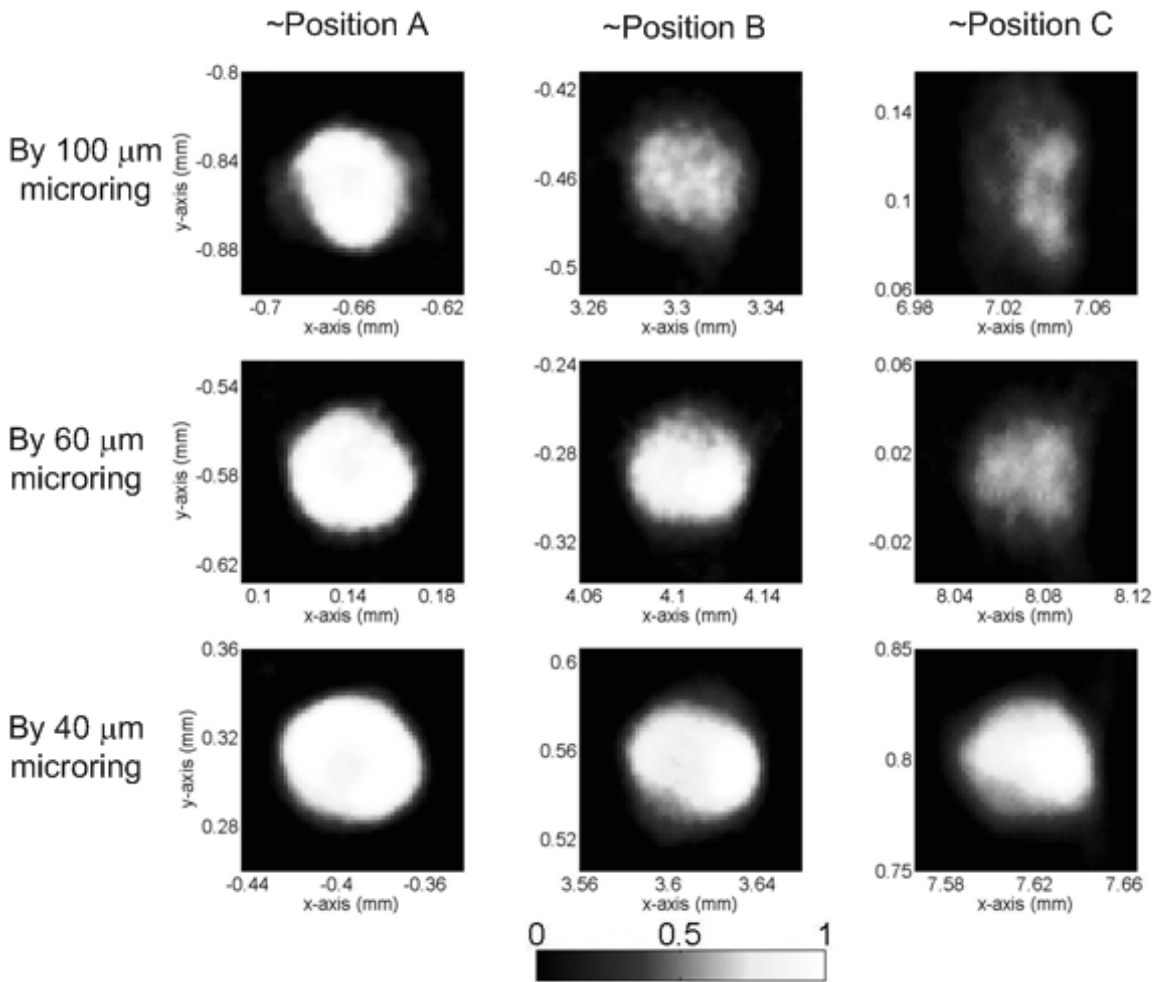 ~Position A
~Position B
~Position C
By 100 μm
microring
-0.8
-0.84
-0.88
y-axis (mm)
-0.7
-0.66
-0.62
x-axis (mm)
-0.42
-0.46
-0.5
3.26
3.3
3.34
x-axis (mm)
0.14
0.1
0.06
6.98
7.02
7.06
x-axis (mm)
By 60 μm
microring
-0.54
-0.58
-0.62
y-axis (mm)
0.1
0.14
0.18
x-axis (mm)
-0.24
-0.28
-0.32
4.06
4.1
4.14
x-axis (mm)
0.06
0.02
-0.02
8.04
8.08
8.12
x-axis (mm)
By 40 μm
microring
0.36
0.32
0.28
y-axis (mm)
-0.44
-0.4
-0.36
x-axis (mm)
0.6
0.56
0.52
3.56
3.6
3.64
x-axis (mm)
0.85
0.8
0.75
7.58
7.62
7.66
x-axis (mm)
0
0.5
1